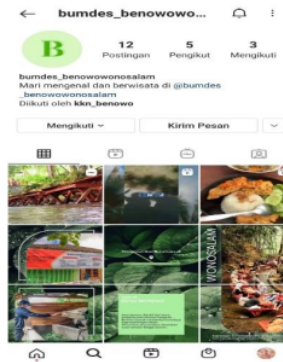 bumdes_benowowo...
B
12 5 3
Postingan Pengikut Mengikuti
bumdes_benowowonosalam
Mari mengenal dan berwisata di @bumdes
_benowowonosalam
Diikuti oleh kkn_benowo
Mengikuti Kirim Pesan
WONOSALAM